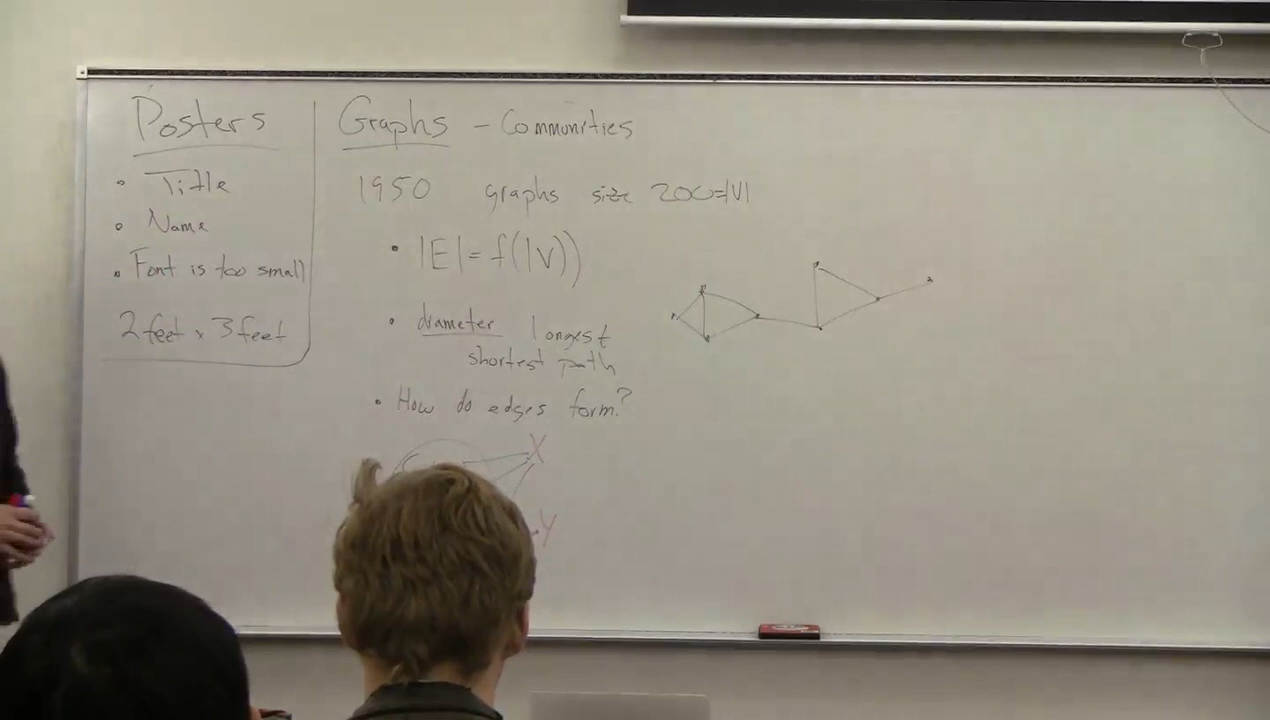 Posters
• Title
• Name
• Font is too small
2 feet x 3 feet
Graphs - Communities
1950 graphs size 200=|V|
• |E| = f(|V|)
• diameter longest
shortest path
• How do edges form?
X
Y